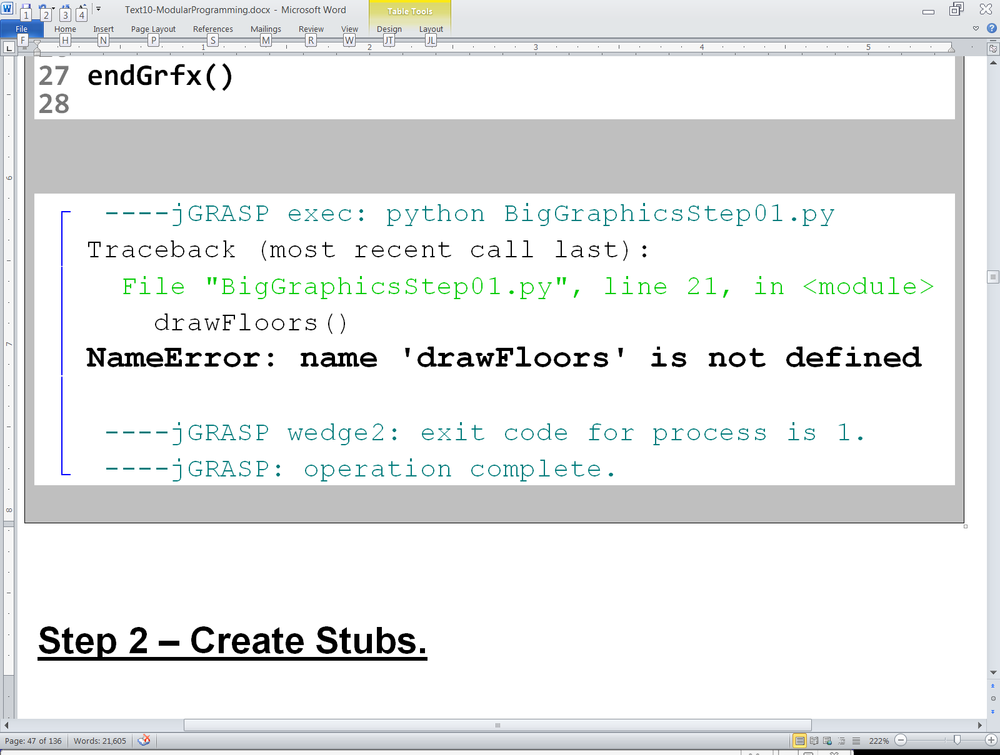 Text10-ModularProgramming.docx - Microsoft Word
Table Tools
1 2 3 4
File Home Insert Page Layout References Mailings Review View Design Layout
F H N P S M R W JT JL
L 1 2 3 4 5
27 endGrfx()
28
6
----jGRASP exec: python BigGraphicsStep01.py
Traceback (most recent call last):
File "BigGraphicsStep01.py", line 21, in <module>
drawFloors()
7
NameError: name 'drawFloors' is not defined
----jGRASP wedge2: exit code for process is 1.
----jGRASP: operation complete.
8
Step 2 – Create Stubs.
Page: 47 of 136 Words: 21,605 222%